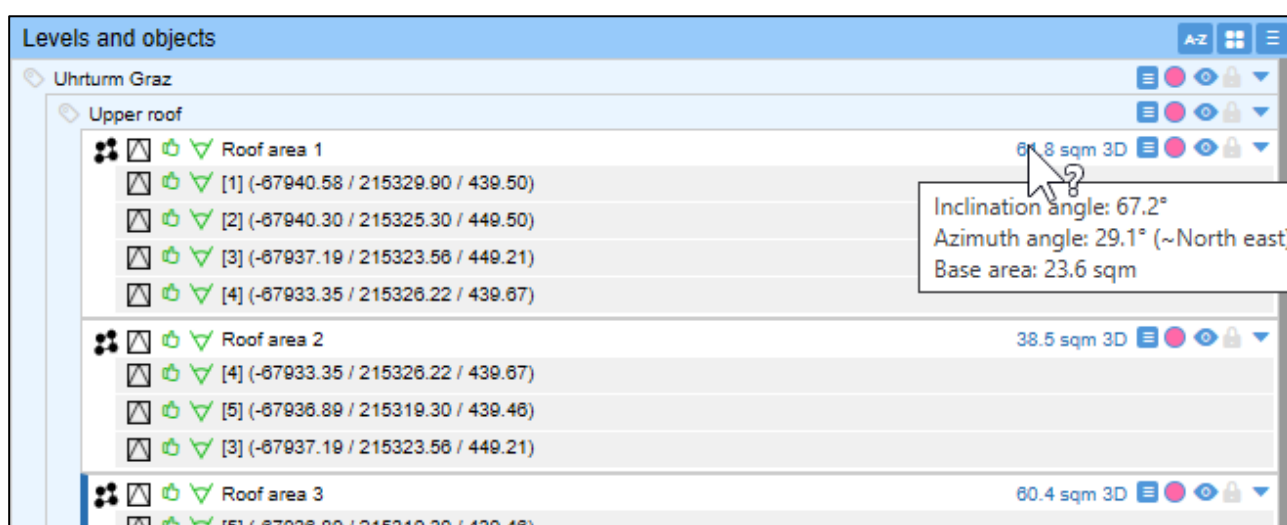 Levels and objects
A-Z
Uhrturm Graz
Upper roof
Roof area 1
sqm 3D
[1] (-67940.58 / 215329.90 / 439.50)
Inclination angle: 67.2°
[2] (-67940.30 / 215325.30 / 449.50)
Azimuth angle: 29.1° (~North east)
[3] (-67937.19 / 215323.56 / 449.21)
Base area: 23.6 sqm
[4] (-67933.35 / 215326.22 / 439.67)
Roof area 2 38.5 sqm 3D
[4] (-67933.35 / 215326.22 / 439.67)
[5] (-67936.89 / 215319.30 / 439.46)
[3] (-67937.19 / 215323.56 / 449.21)
Roof area 3 60.4 sqm 3D